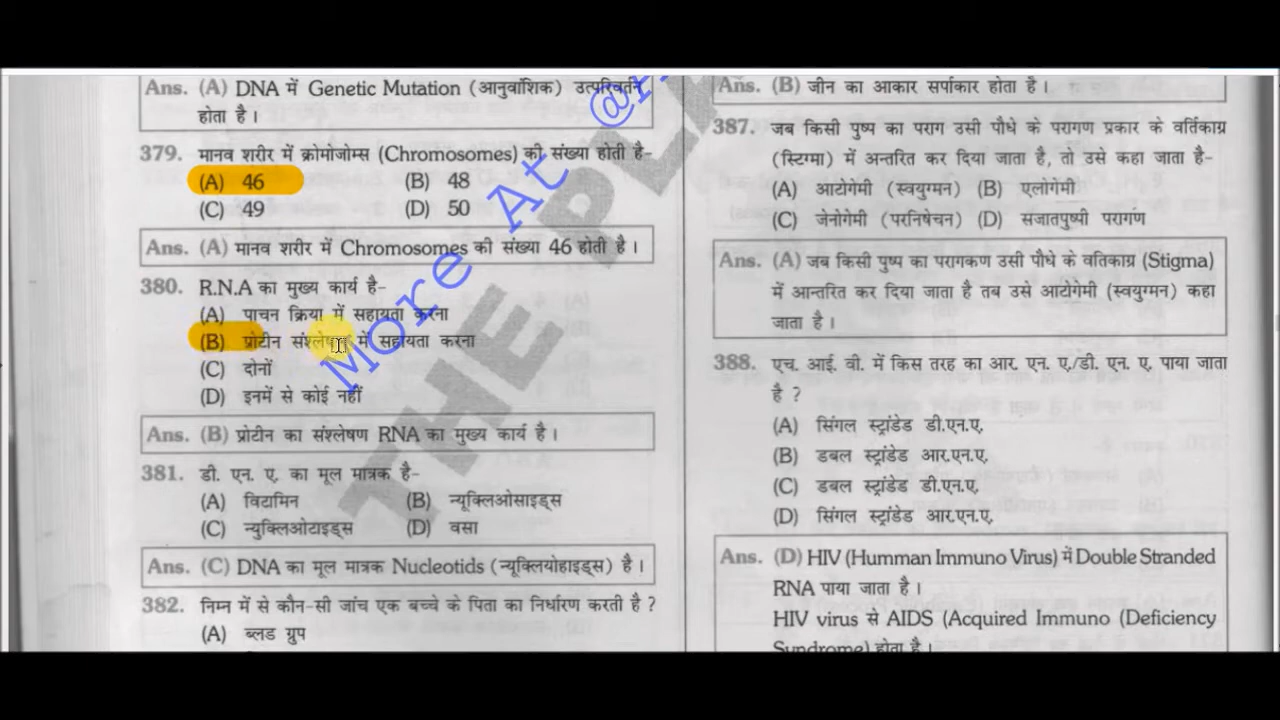 Ans. (A) DNA में Genetic Mutation (आनुवांशिक) उत्परिवर्तन
होता है।
379. मानव शरीर में क्रोमोजोम्स (Chromosomes) की संख्या होती है-
(A) 46 (B) 48
(C) 49 (D) 50
Ans. (A) मानव शरीर में Chromosomes की संख्या 46 होती है।
380. R.N.A का मुख्य कार्य है-
(A) पाचन क्रिया में सहायता करना
(B) प्रोटीन संश्लेषण में सहायता करना
(C) दोनों
(D) इनमें से कोई नहीं
Ans. (B) प्रोटीन का संश्लेषण RNA का मुख्य कार्य है।
381. डी. एन. ए. का मूल मात्रक है-
(A) विटामिन (B) न्यूक्लिओसाइड्स
(C) न्युक्लिओटाइड्स (D) वसा
Ans. (C) DNA का मूल मात्रक Nucleotids (न्यूक्लियोहाइड्स) है।
382. निम्न में से कौन-सी जांच एक बच्चे के पिता का निर्धारण करती है ?
(A) ब्लड ग्रुप
Ans. (B) जीन का आकार सर्पाकार होता है।
387. जब किसी पुष्प का पराग उसी पौधे के परागण प्रकार के वर्तिकाग्र
(स्टिग्मा) में अन्तरित कर दिया जाता है, तो उसे कहा जाता है-
(A) आटोगेमी (स्वयुग्मन) (B) एलोगेमी
(C) जेनोगेमी (परनिषेचन) (D) संजातपुष्पी परागण
Ans. (A) जब किसी पुष्प का परागकण उसी पौधे के वतिकाग्र (Stigma)
में आन्तरित कर दिया जाता है तब उसे आटोगेमी (स्वयुग्मन) कहा
जाता है।
388. एच. आई. वी. में किस तरह का आर. एन. ए./डी. एन. ए. पाया जाता
है ?
(A) सिंगल स्ट्रांडेड डी.एन.ए.
(B) डबल स्ट्रांडेड आर.एन.ए.
(C) डबल स्ट्रांडेड डी.एन.ए.
(D) सिंगल स्ट्रांडेड आर.एन.ए.
Ans. (D) HIV (Humman Immuno Virus) में Double Stranded
RNA पाया जाता है।
HIV virus से AIDS (Acquired Immuno (Deficiency
Syndrome) होता है।
More At
THE